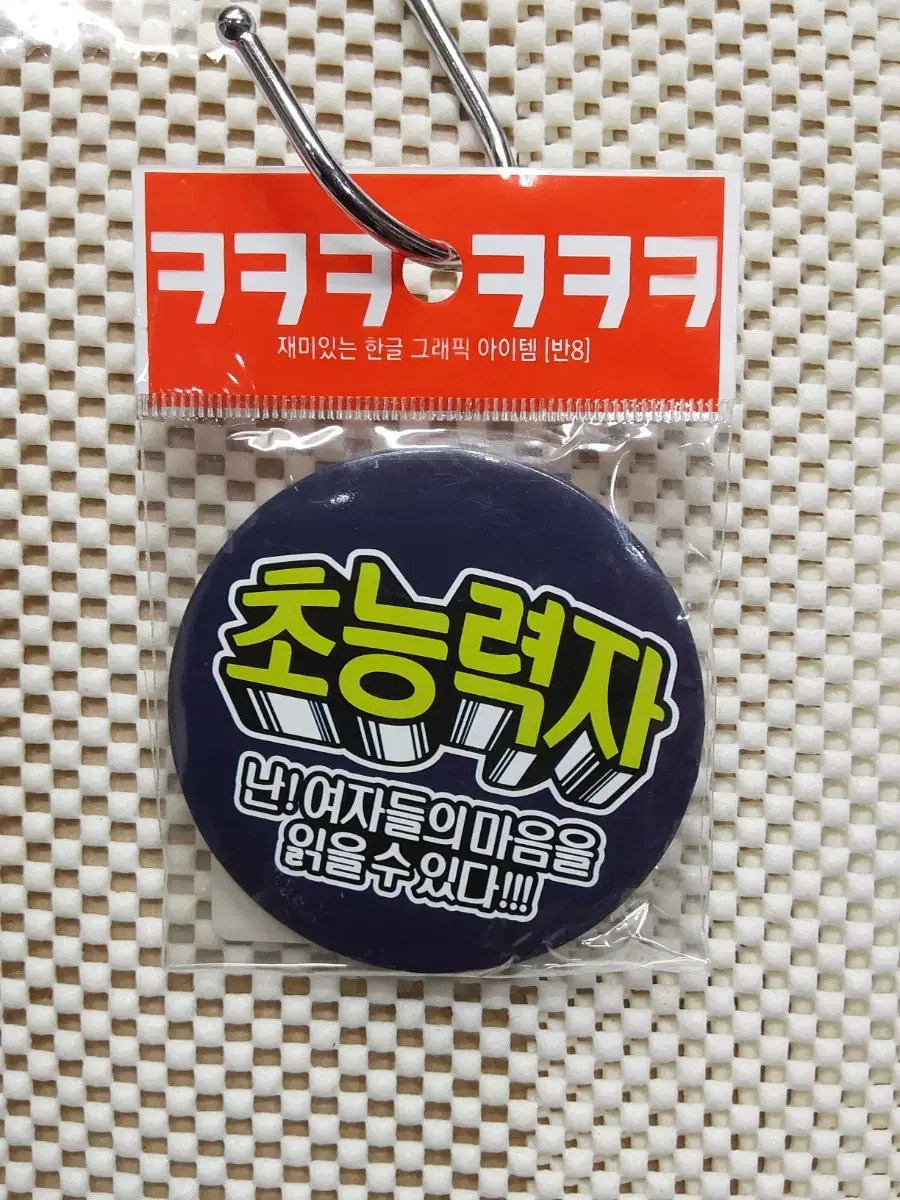 ㅋㅋㅋ ㅋㅋㅋ
재미있는 한글 그래픽 아이템 [반8]
초능력자
난! 여자들의 마음을
읽을 수 있다!!!